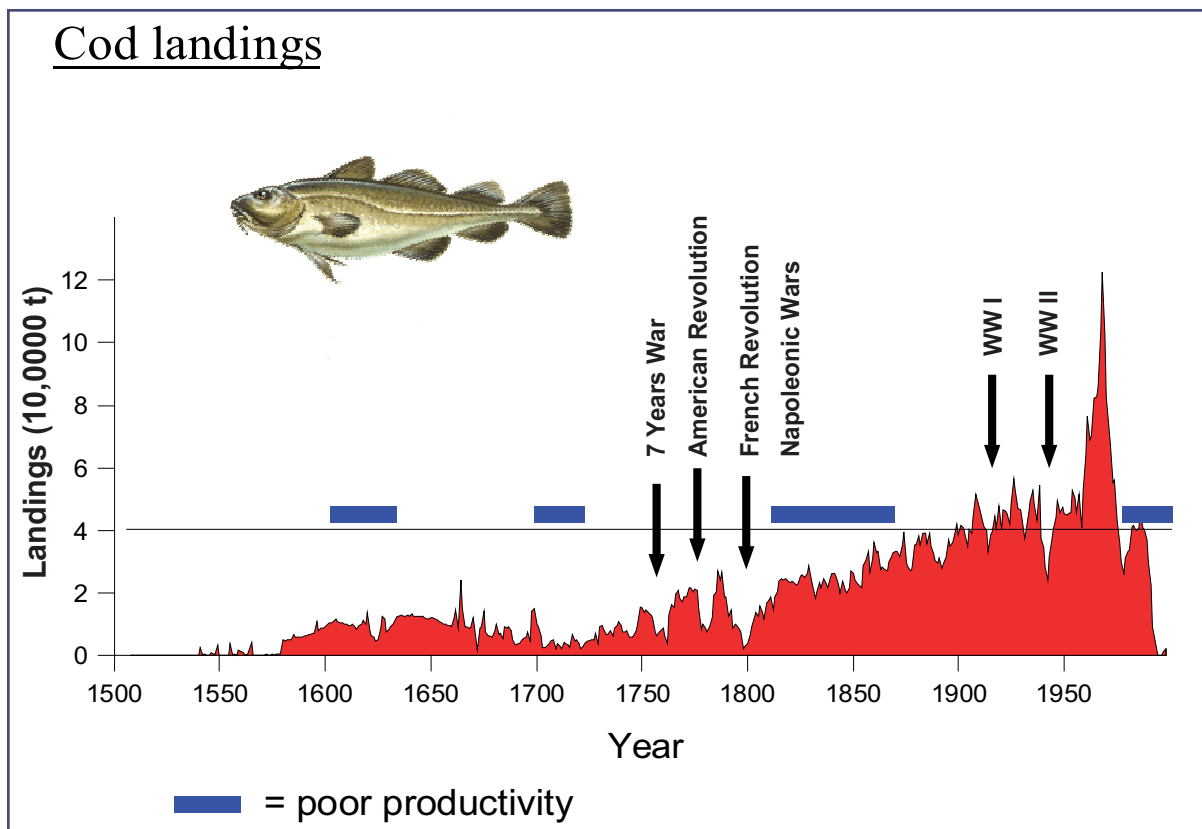 Cod landings
Landings (10,0000 t)
12
10
8
6
4
2
0
7 Years War
American Revolution
French Revolution
Napoleonic Wars
WW I
WW II
1500 1550 1600 1650 1700 1750 1800 1850 1900 1950
Year
= poor productivity